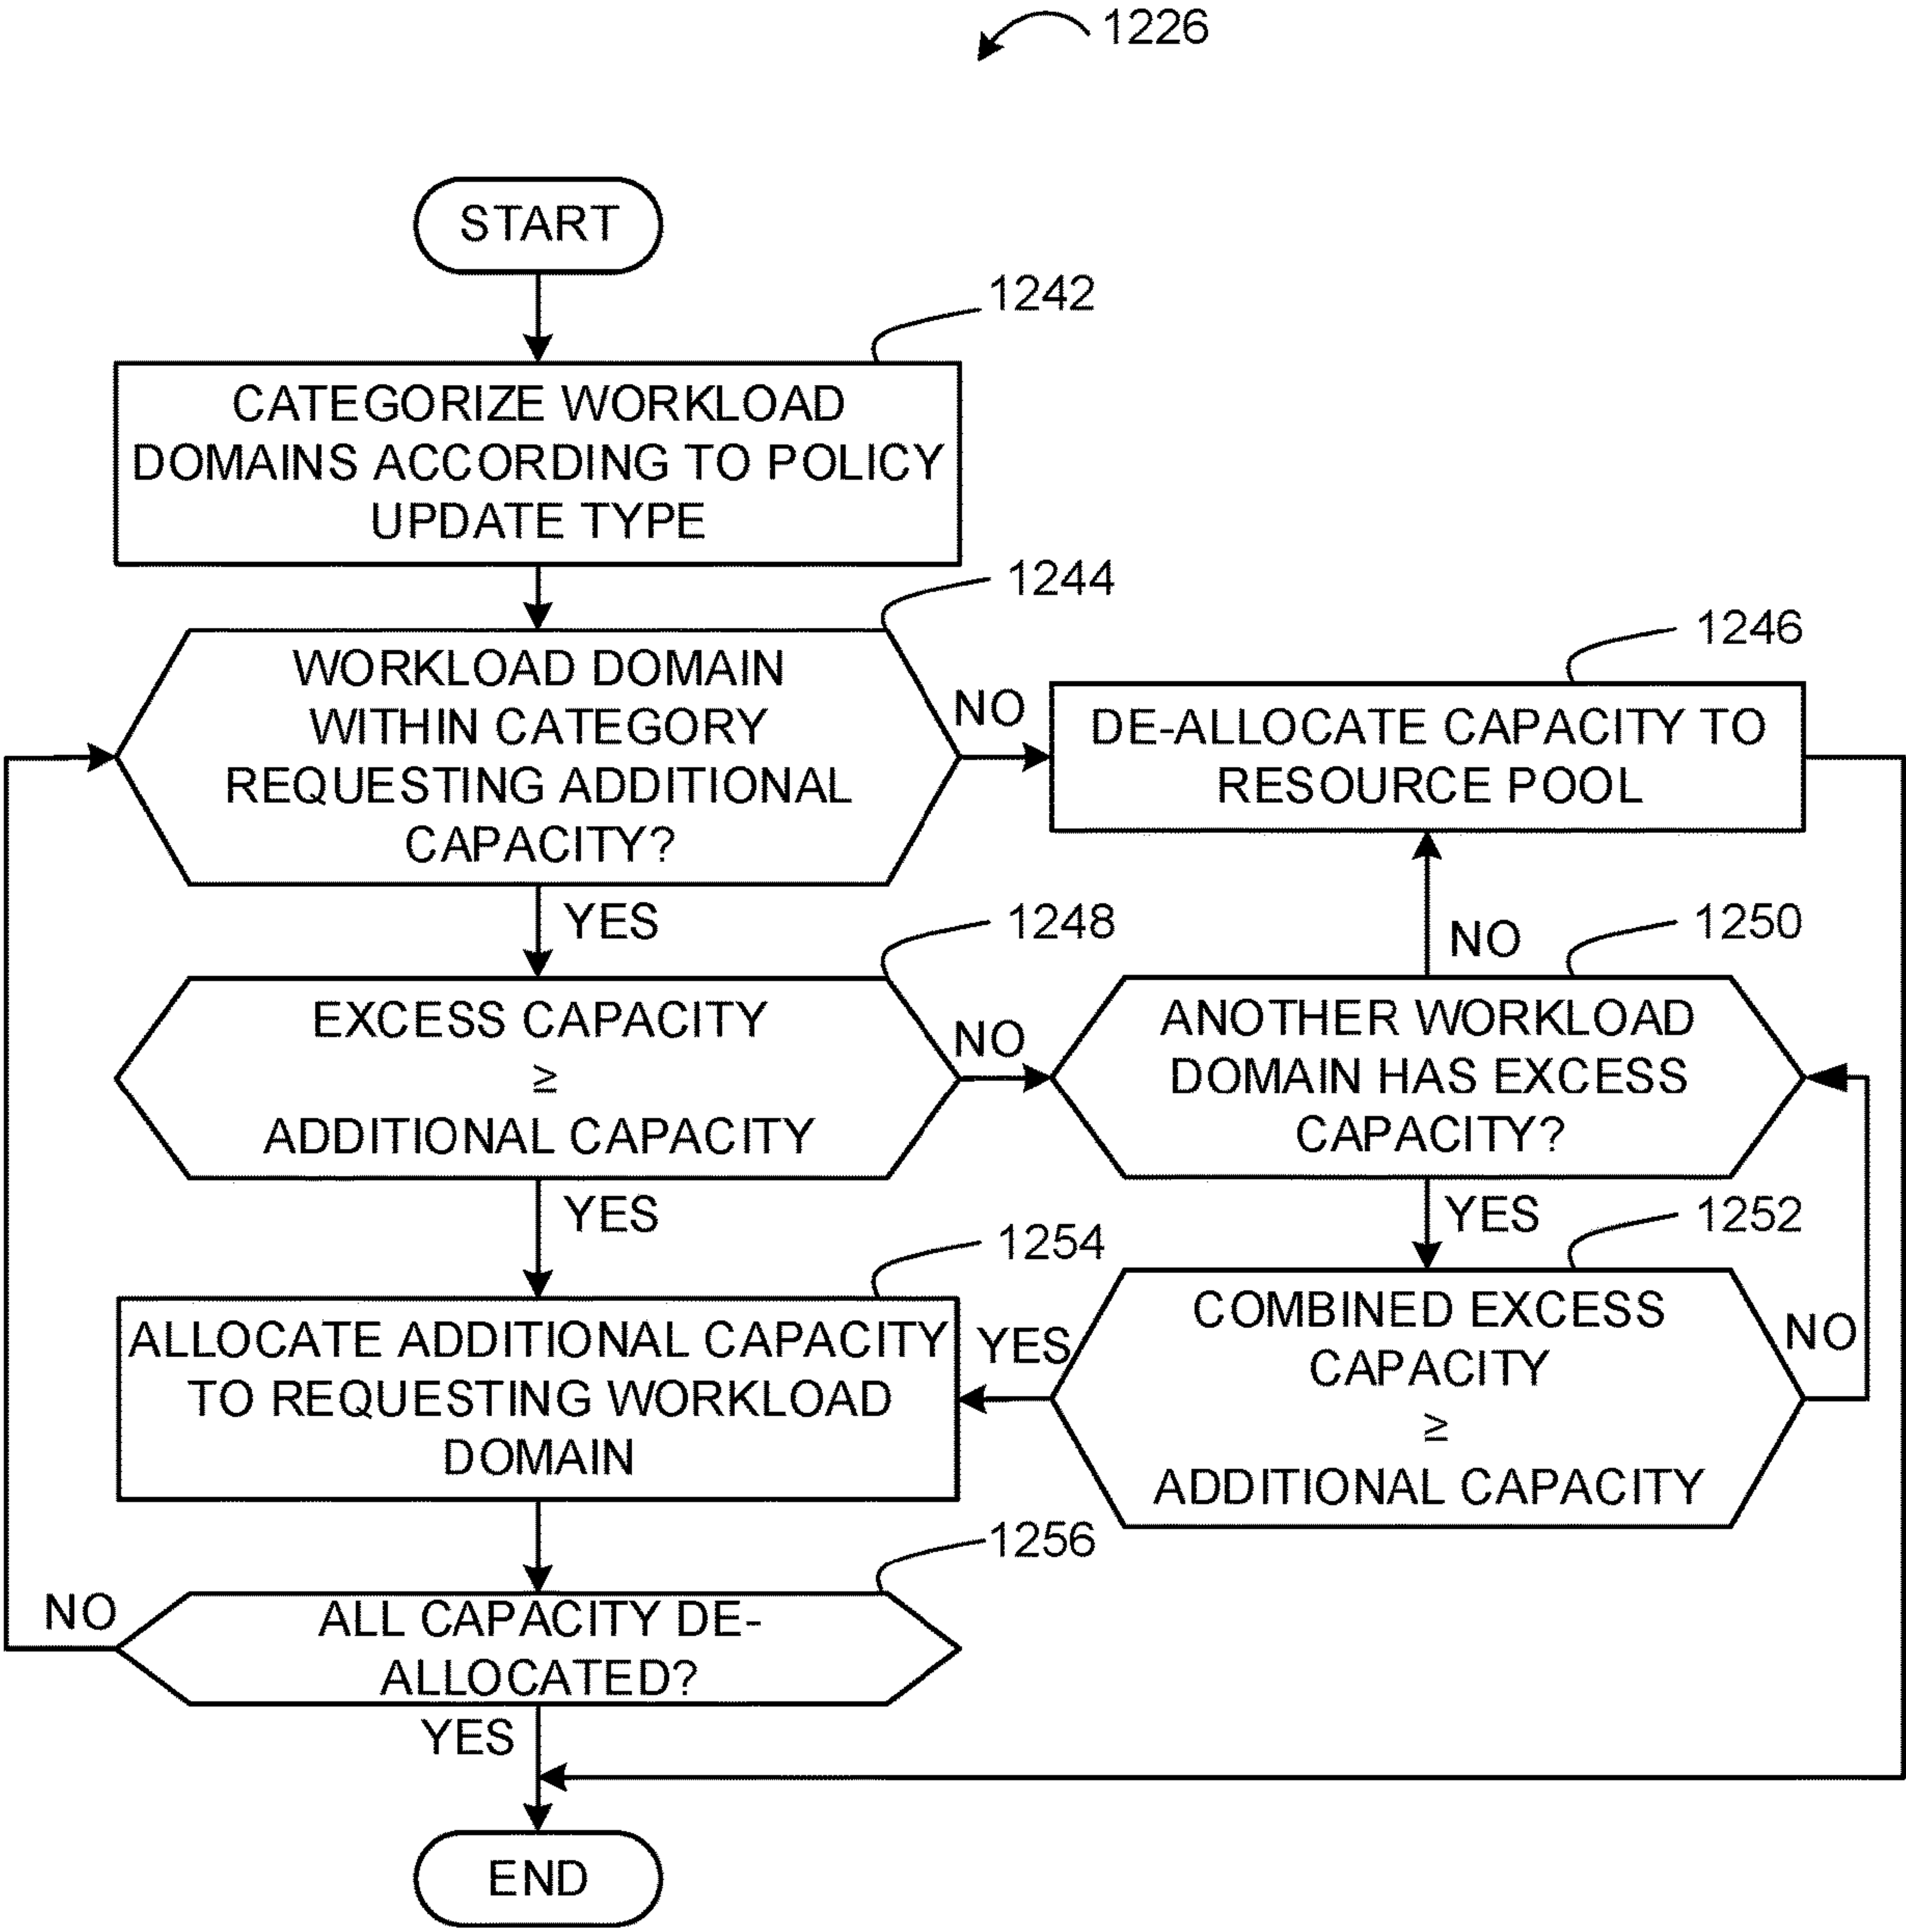 1226
START
1242
CATEGORIZE WORKLOAD
DOMAINS ACCORDING TO POLICY
UPDATE TYPE
1244
WORKLOAD DOMAIN
WITHIN CATEGORY
REQUESTING ADDITIONAL
CAPACITY?
NO
1246
DE-ALLOCATE CAPACITY TO
RESOURCE POOL
YES
1248
EXCESS CAPACITY
≥
ADDITIONAL CAPACITY
NO
NO
1250
ANOTHER WORKLOAD
DOMAIN HAS EXCESS
CAPACITY?
YES
YES
1252
COMBINED EXCESS
CAPACITY
≥
ADDITIONAL CAPACITY
NO
YES
1254
ALLOCATE ADDITIONAL CAPACITY
TO REQUESTING WORKLOAD
DOMAIN
1256
ALL CAPACITY DE-
ALLOCATED?
NO
YES
END